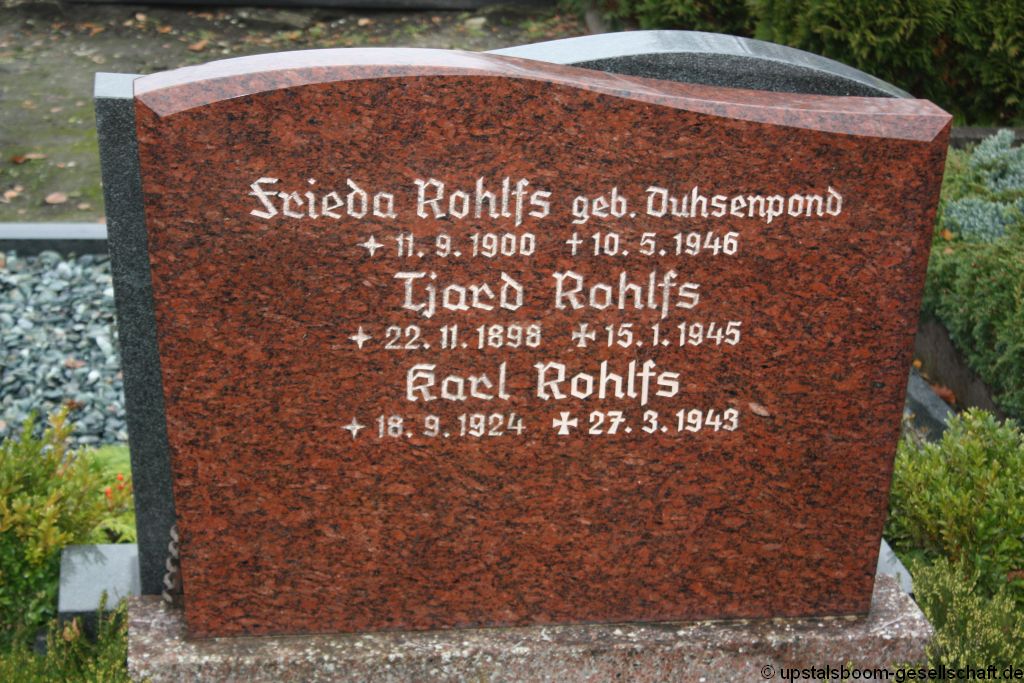 Frieda Rohlfs geb. Duhsenpond
✦ 11. 9. 1900 † 10. 5. 1946
Tjard Rohlfs
✦ 22. 11. 1898 ✠ 15. 1. 1945
Karl Rohlfs
✦ 18. 9. 1924 ✠ 27. 3. 1943
© upstalsboom-gesellschaft.de